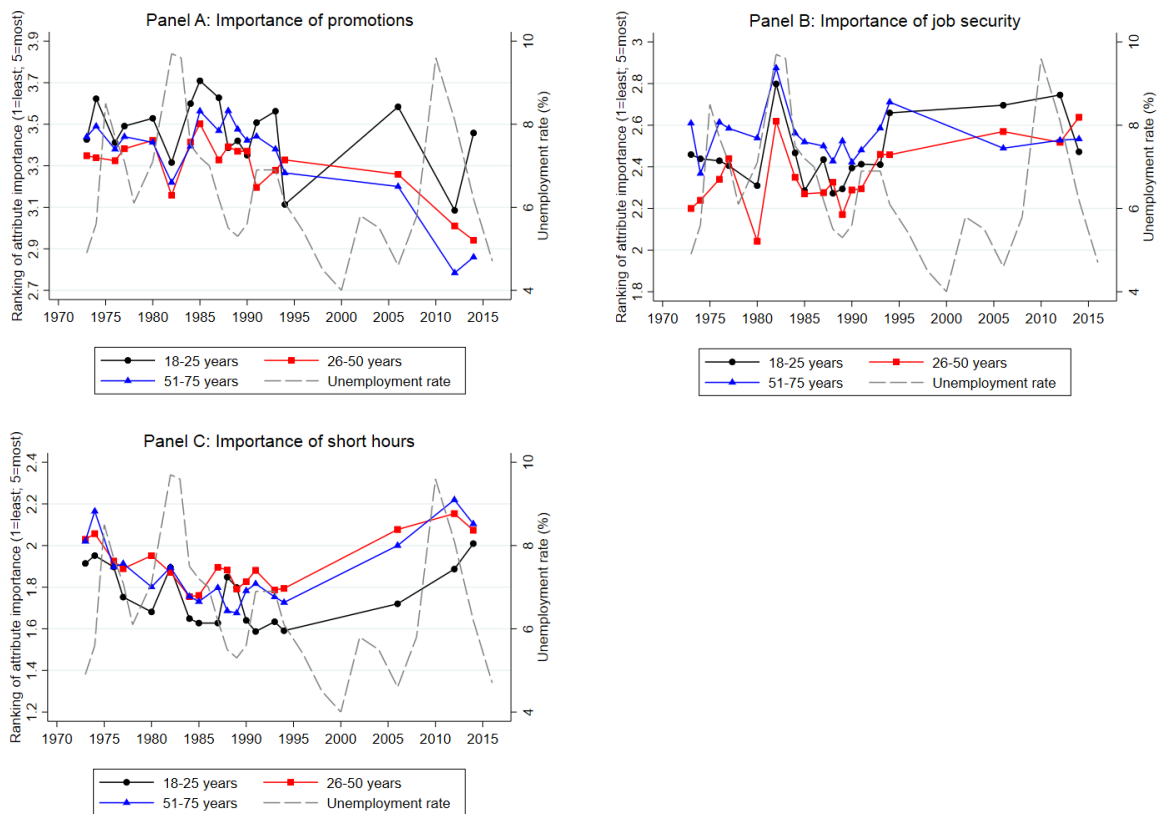 Panel A: Importance of promotions
Ranking of attribute importance (1=least; 5=most)
3.9
3.7
3.5
3.3
3.1
2.9
2.7
10
8
6
4
Unemployment rate (%)
1970 1975 1980 1985 1990 1995 2000 2005 2010 2015
18-25 years 26-50 years
51-75 years Unemployment rate
Panel B: Importance of job security
Ranking of attribute importance (1=least; 5=most)
3
2.8
2.6
2.4
2.2
2
1.8
10
8
6
4
Unemployment rate (%)
1970 1975 1980 1985 1990 1995 2000 2005 2010 2015
18-25 years 26-50 years
51-75 years Unemployment rate
Panel C: Importance of short hours
Ranking of attribute importance (1=least; 5=most)
2.4
2.2
2
1.8
1.6
1.4
1.2
10
8
6
4
Unemployment rate (%)
1970 1975 1980 1985 1990 1995 2000 2005 2010 2015
18-25 years 26-50 years
51-75 years Unemployment rate